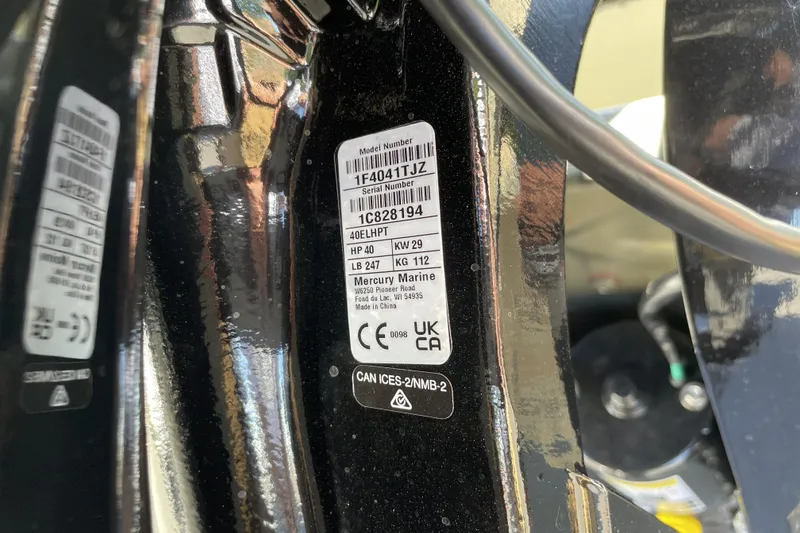 Model Number
1F4041TJZ
Serial Number
1C828194
40ELHPT
HP 40 KW 29
LB 247 KG 112
Mercury Marine
W6250 Pioneer Road
Fond du Lac, WI 54935
Made in China
CE 0098 UK CA
CAN ICES-2/NMB-2